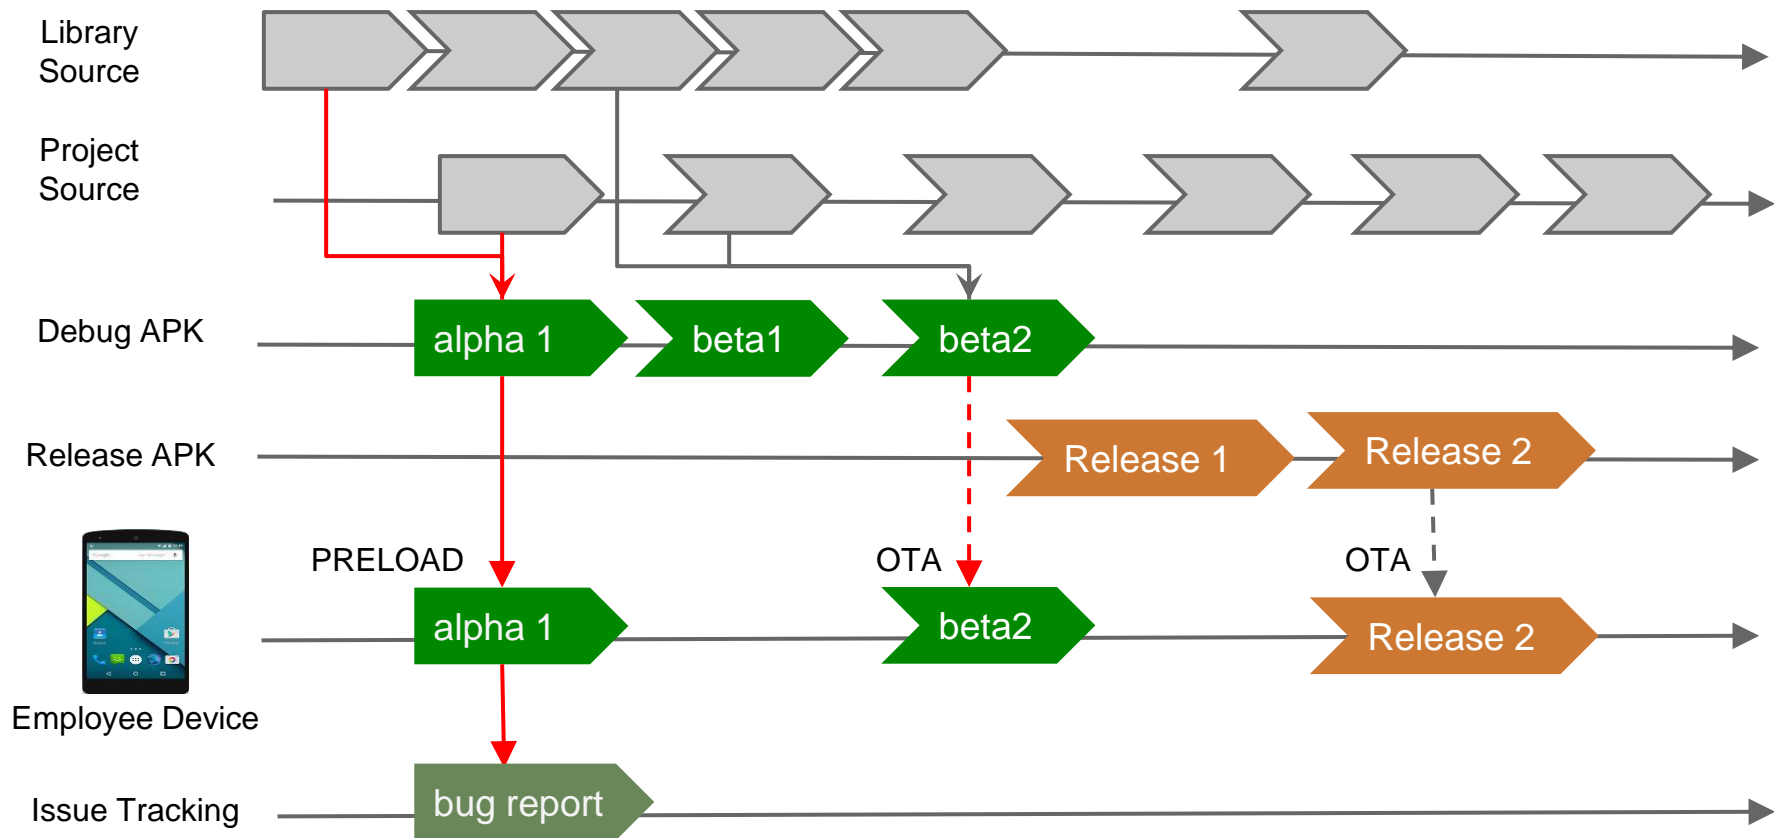 Library
Source
Project
Source
Debug APK
alpha 1
beta1
beta2
Release APK
Release 1
Release 2
PRELOAD
OTA
OTA
alpha 1
beta2
Release 2
Employee Device
Issue Tracking
bug report